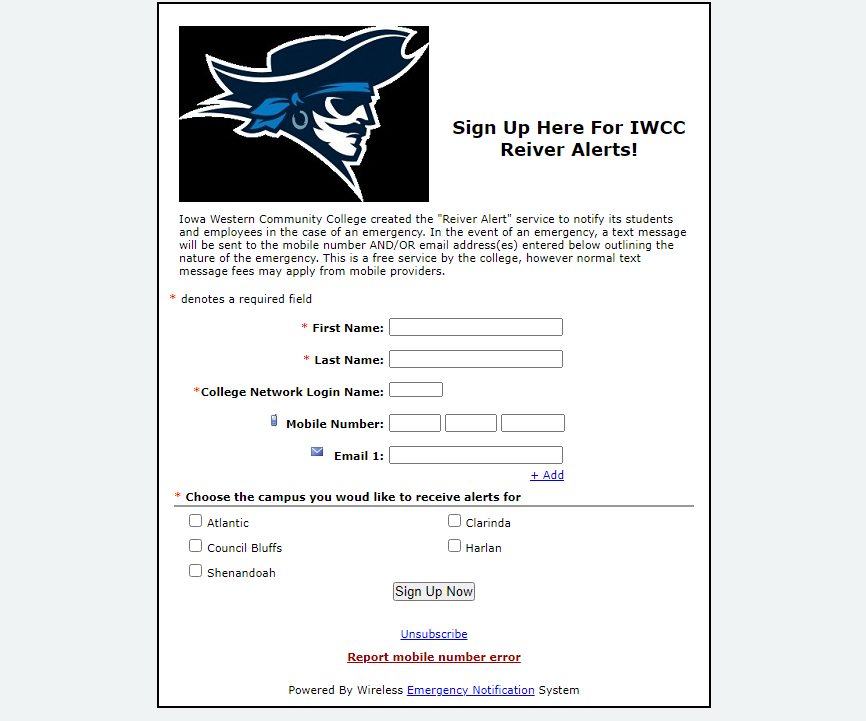 Sign Up Here For IWCC
Reiver Alerts!
Iowa Western Community College created the "Reiver Alert" service to notify its students
and employees in the case of an emergency. In the event of an emergency, a text message
will be sent to the mobile number AND/OR email address(es) entered below outlining the
nature of the emergency. This is a free service by the college, however normal text
message fees may apply from mobile providers.
* denotes a required field
* First Name:
* Last Name:
*College Network Login Name:
Mobile Number:
Email 1:
+ Add
* Choose the campus you woud like to receive alerts for
Atlantic Clarinda
Council Bluffs Harlan
Shenandoah
Sign Up Now
Unsubscribe
Report mobile number error
Powered By Wireless Emergency Notification System